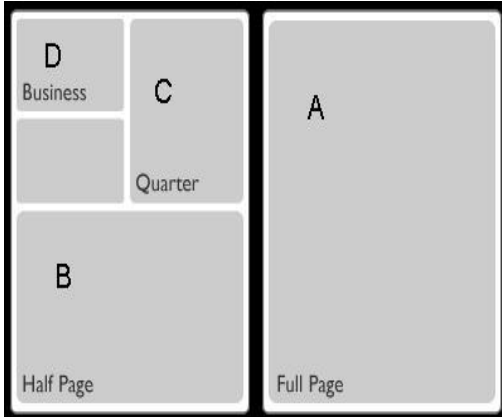 D
Business
C
Quarter
B
Half Page
A
Full Page